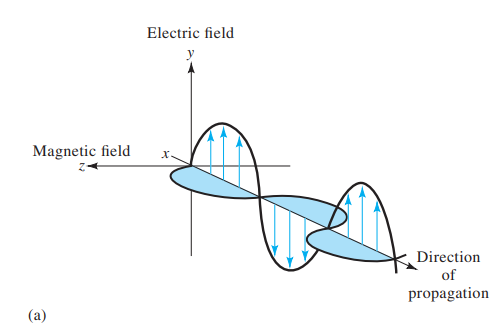 Electric field
y
Magnetic field
x
z
Direction
of
propagation
(a)